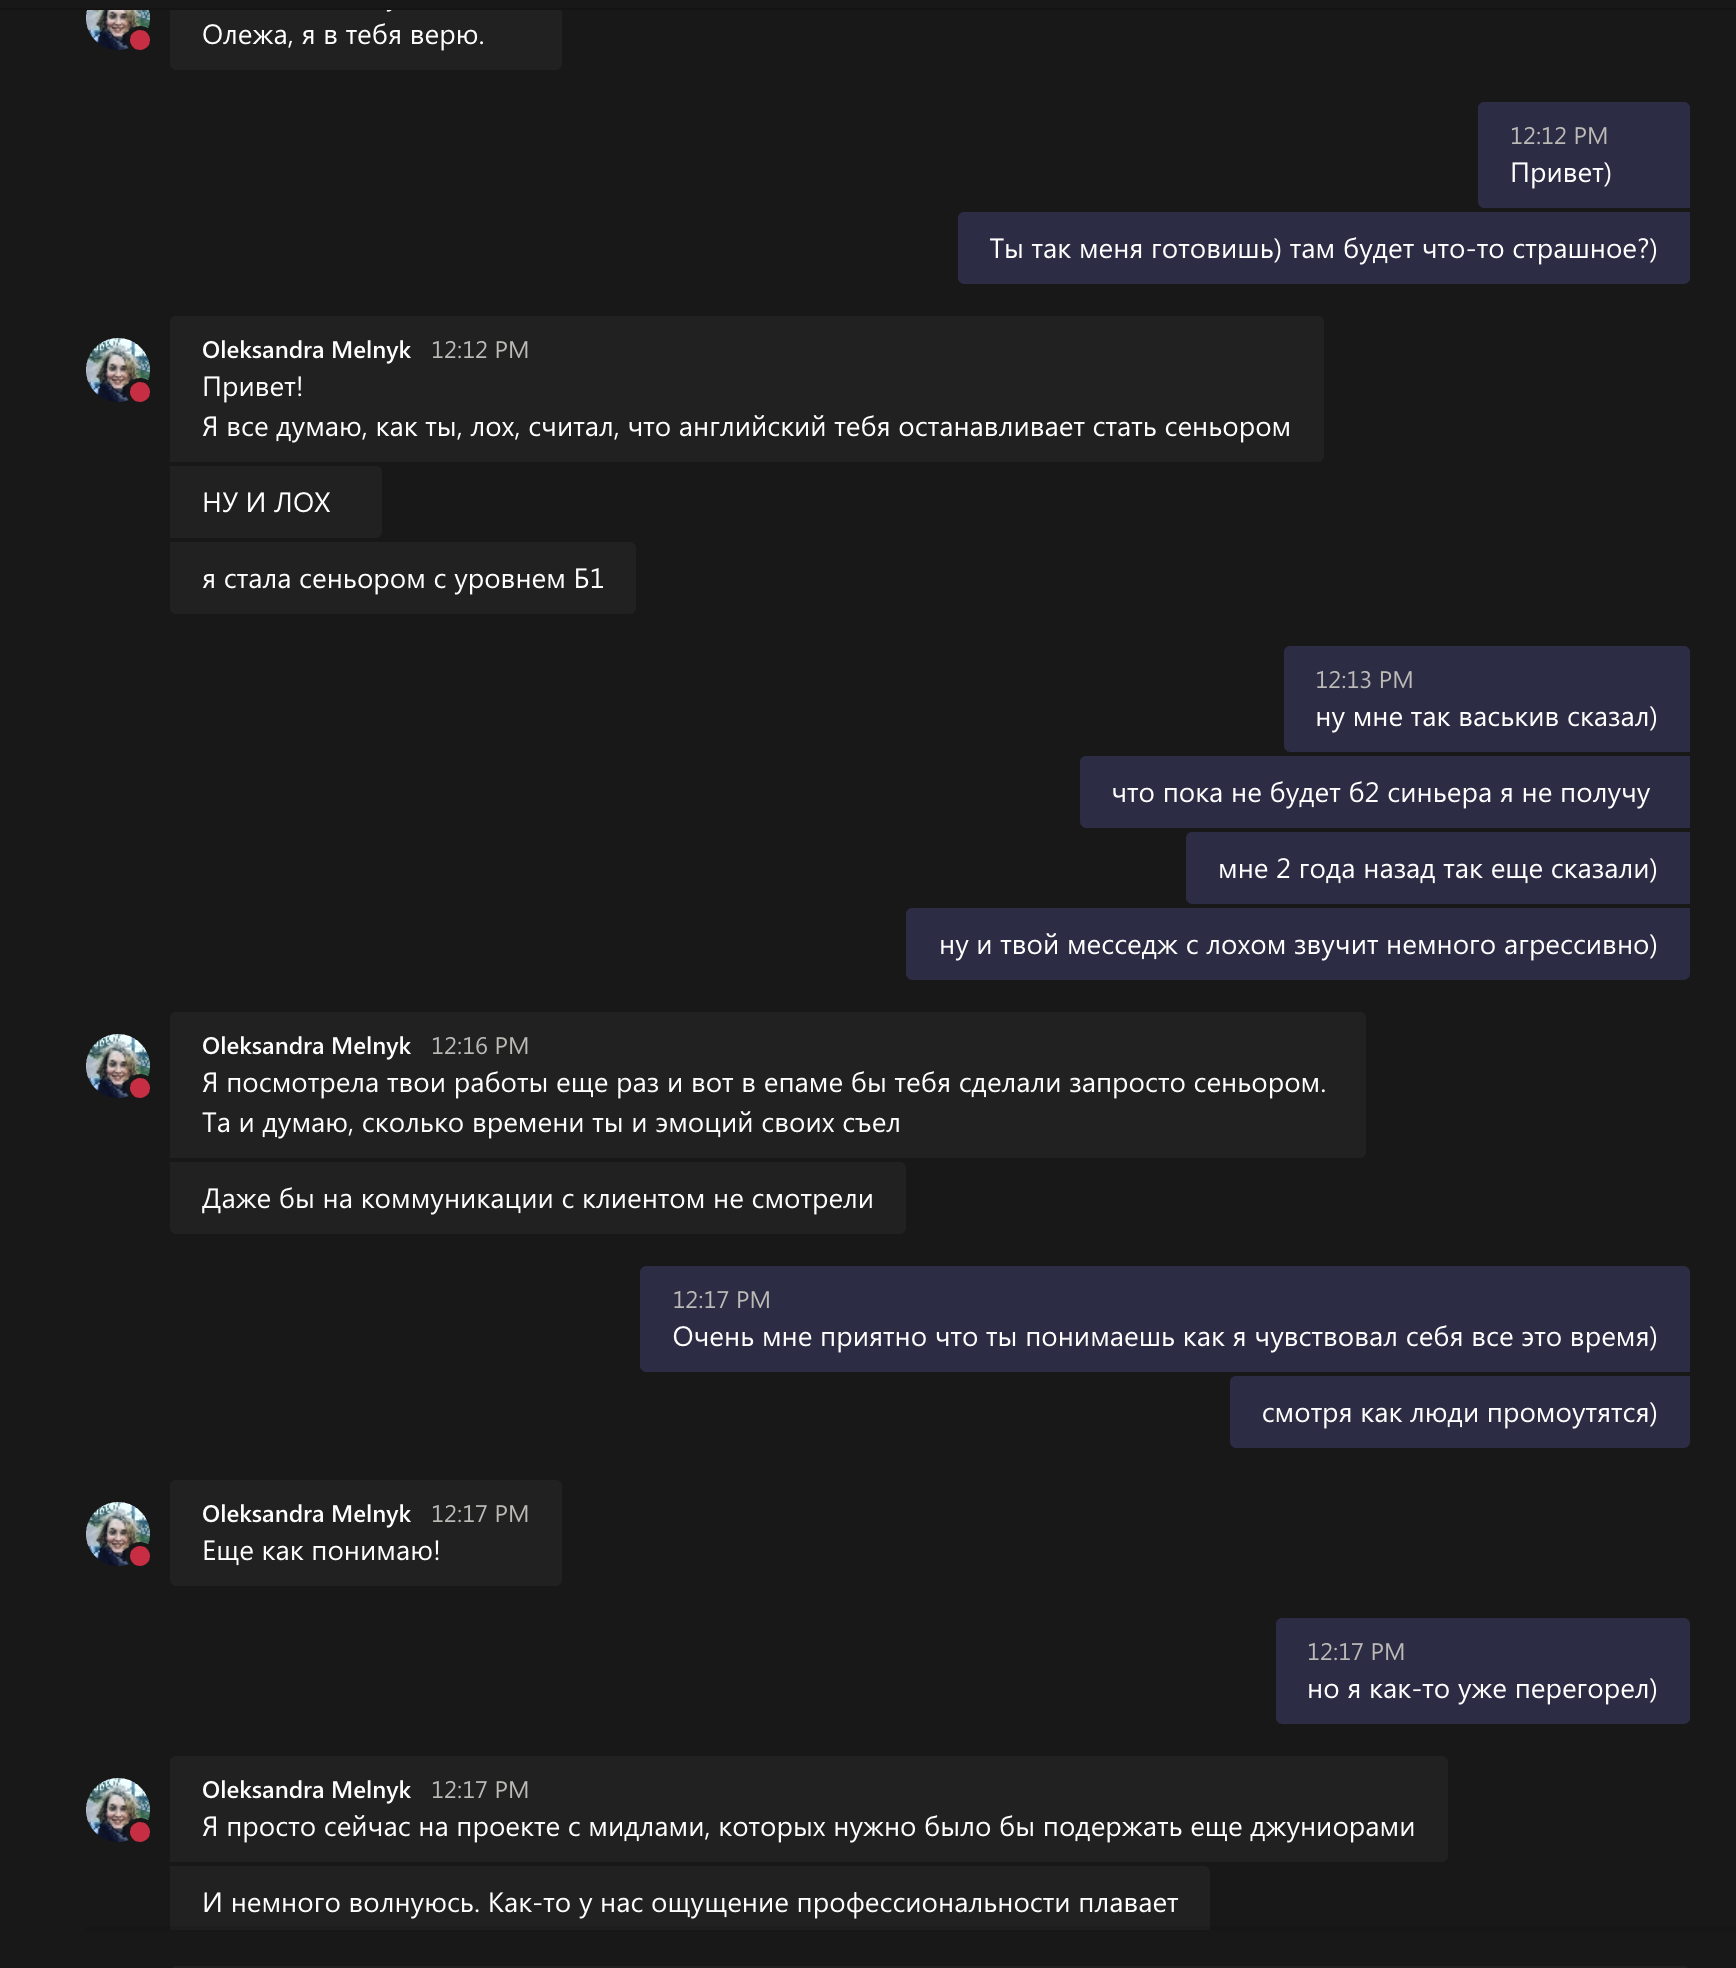 Олежа, я в тебя верю.
12:12 PM
Привет)
Ты так меня готовишь) там будет что-то страшное?)
Oleksandra Melnyk 12:12 PM
Привет!
Я все думаю, как ты, лох, считал, что английский тебя останавливает стать сеньором
НУ И ЛОХ
я стала сеньором с уровнем Б1
12:13 PM
ну мне так васькив сказал)
что пока не будет б2 синьера я не получу
мне 2 года назад так еще сказали)
ну и твой месседж с лохом звучит немного агрессивно)
Oleksandra Melnyk 12:16 PM
Я посмотрела твои работы еще раз и вот в епаме бы тебя сделали запросто сеньором.
Та и думаю, сколько времени ты и эмоций своих съел
Даже бы на коммуникации с клиентом не смотрели
12:17 PM
Очень мне приятно что ты понимаешь как я чувствовал себя все это время)
смотря как люди промоутятся)
Oleksandra Melnyk 12:17 PM
Еще как понимаю!
12:17 PM
но я как-то уже перегорел)
Oleksandra Melnyk 12:17 PM
Я просто сейчас на проекте с мидлами, которых нужно было бы подержать еще джуниорами
И немного волнуюсь. Как-то у нас ощущение профессиональности плавает